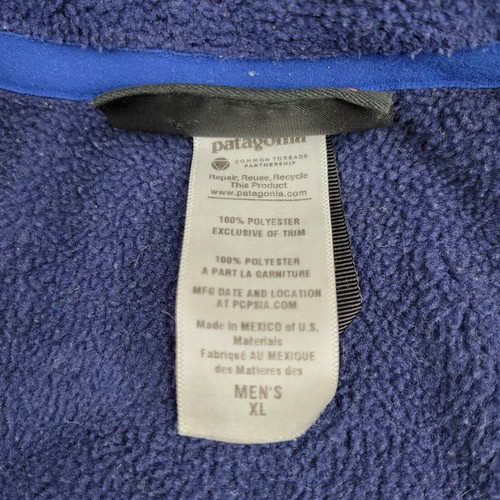 patagonia
COMMON THREADS
PARTNERSHIP
Repair, Reuse, Recycle
This Product
www.patagonia.com
100% POLYESTER
EXCLUSIVE OF TRIM
100% POLYESTER
A PART LA GARNITURE
MFG DATE AND LOCATION
AT PCPSIA.COM
Made in MEXICO of U.S.
Materials
Fabriqué AU MEXIQUE
des Matieres des
MEN'S
XL